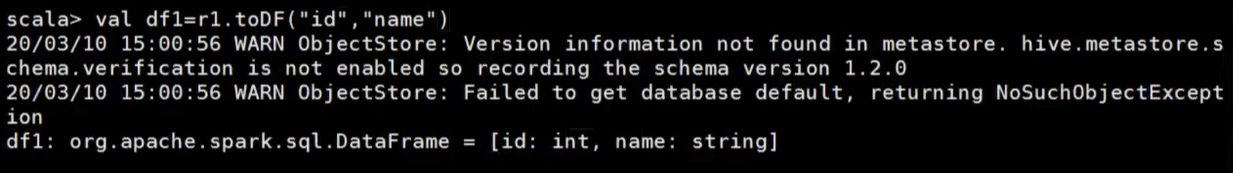 scala> val df1=r1.toDF("id","name")
20/03/10 15:00:56 WARN ObjectStore: Version information not found in metastore. hive.metastore.s
chema.verification is not enabled so recording the schema version 1.2.0
20/03/10 15:00:56 WARN ObjectStore: Failed to get database default, returning NoSuchObjectExcept
ion
df1: org.apache.spark.sql.DataFrame = [id: int, name: string]